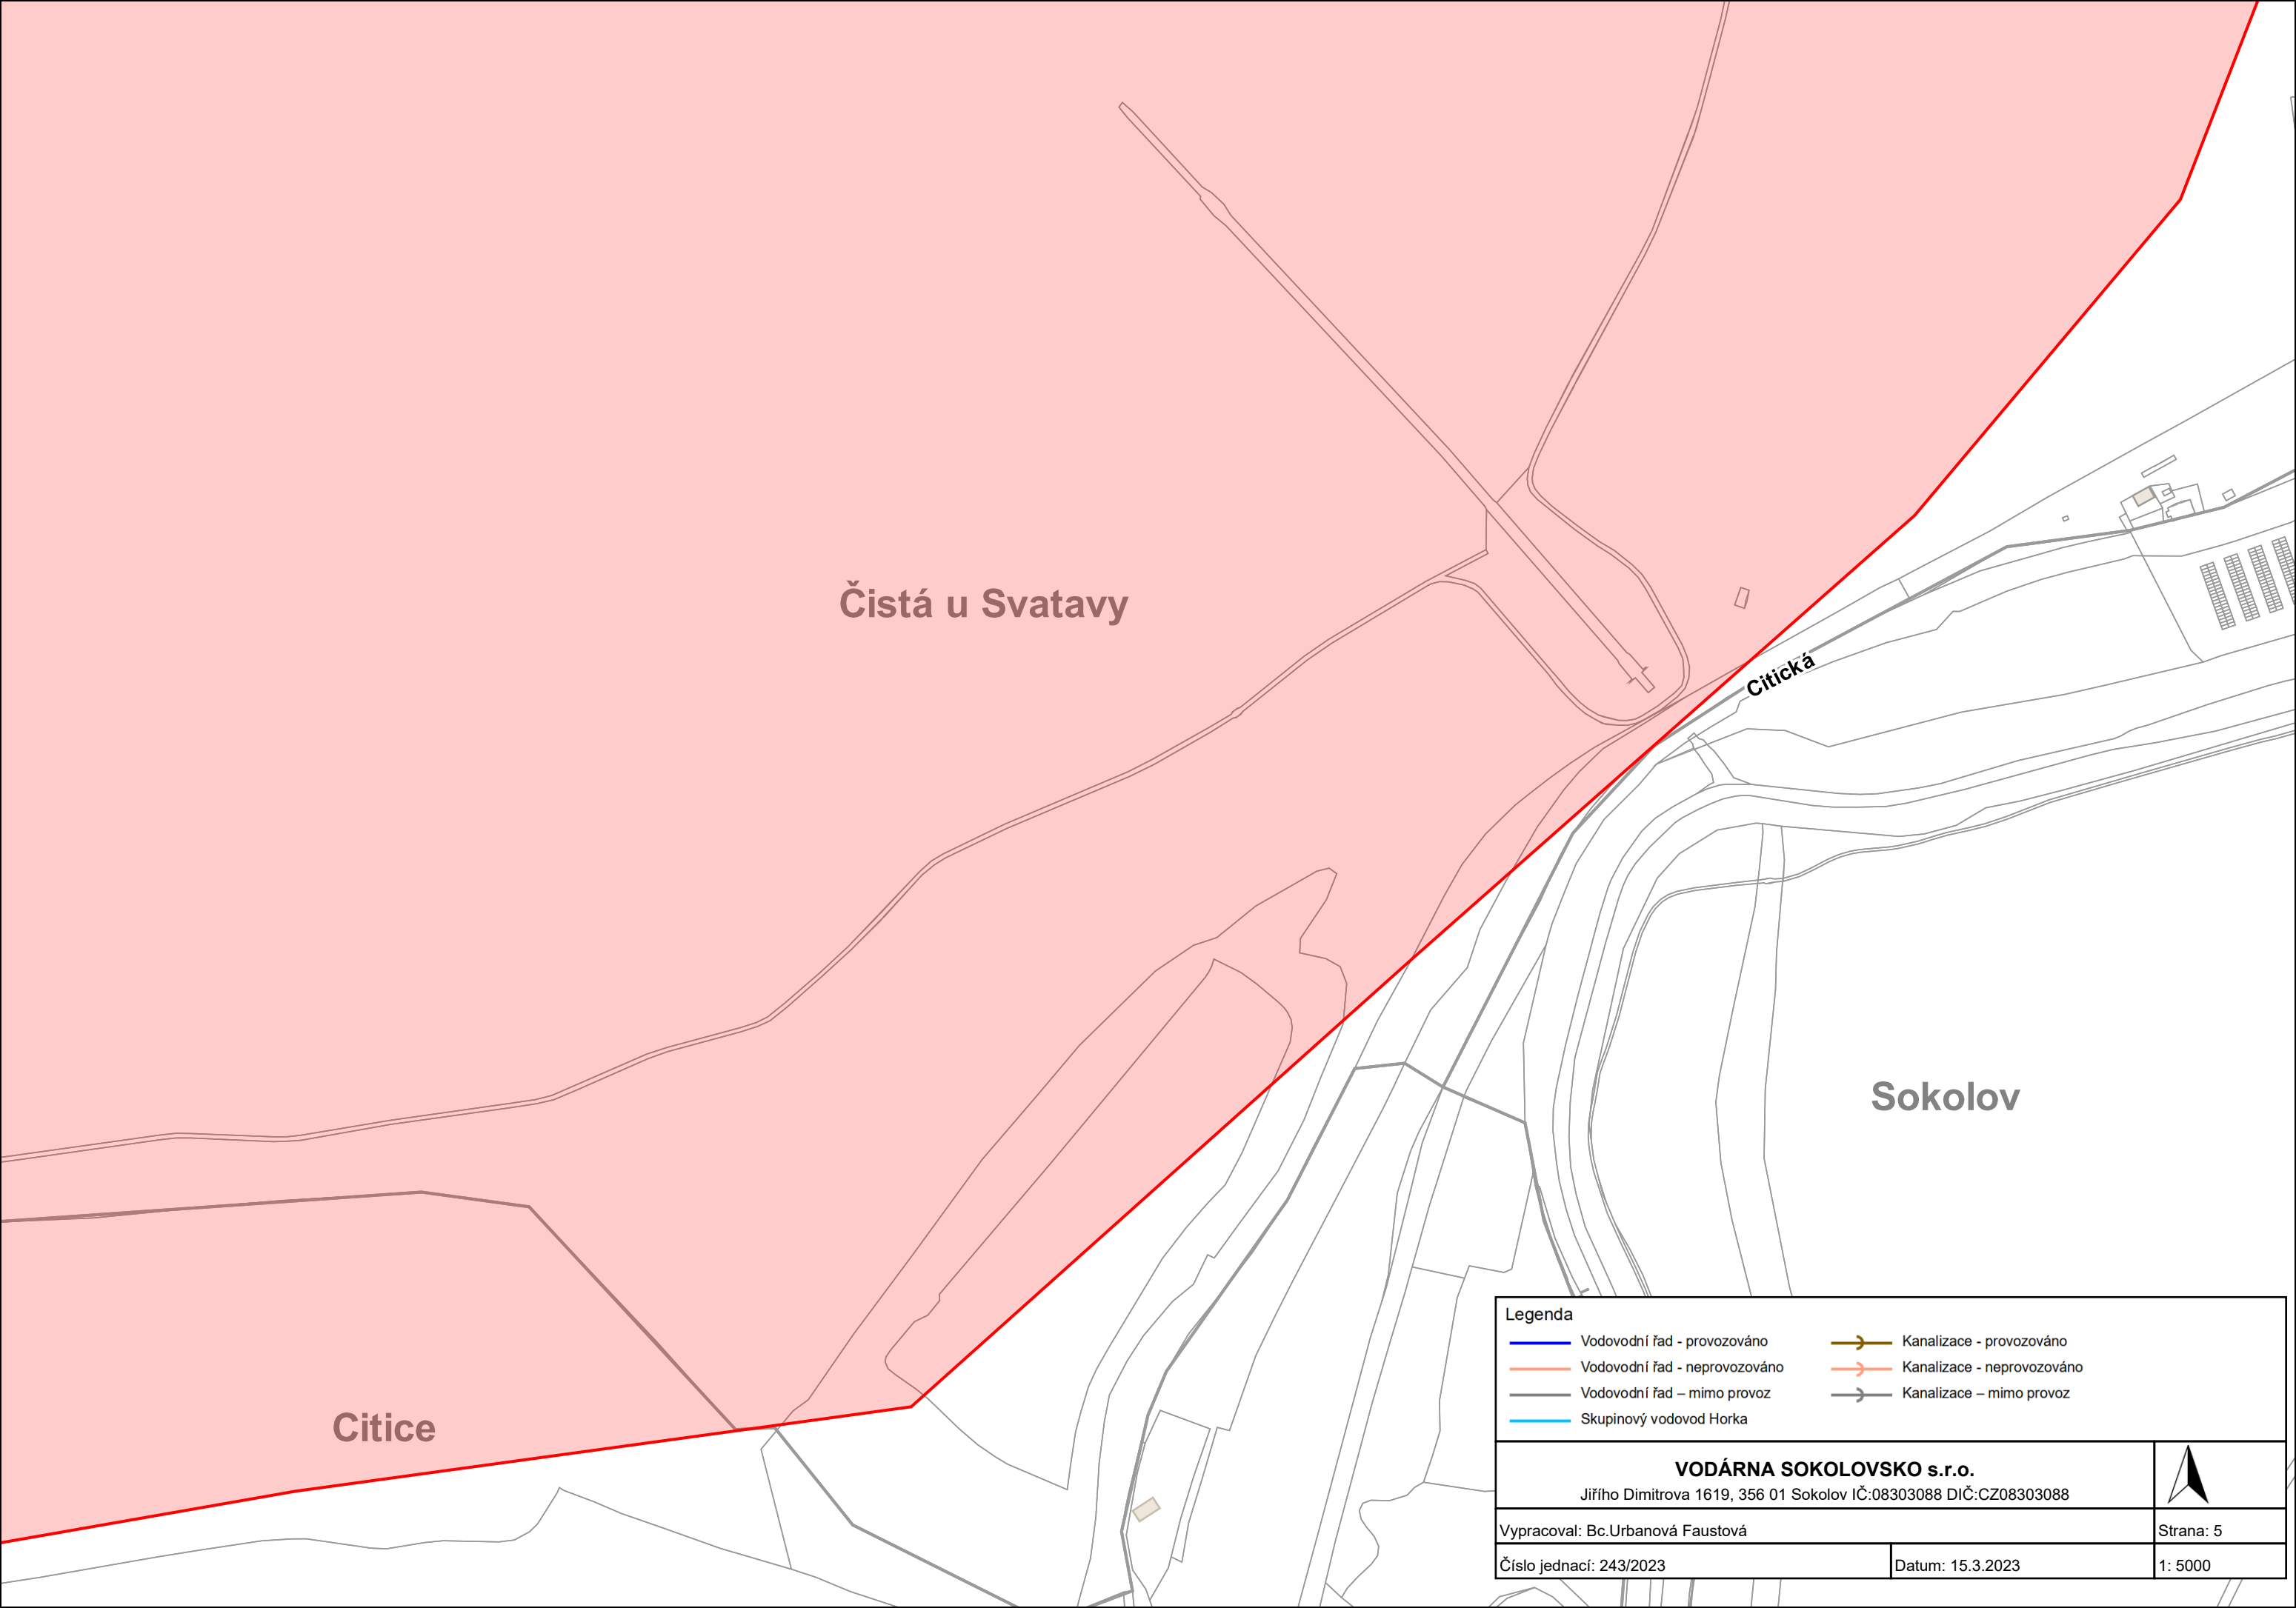 Čistá u Svatavy
Citická
Sokolov
Citice
Legenda
Vodovodní řad - provozováno
Vodovodní řad - neprovozováno
Vodovodní řad – mimo provoz
Skupinový vodovod Horka
Kanalizace - provozováno
Kanalizace - neprovozováno
Kanalizace – mimo provoz
VODÁRNA SOKOLOVSKO s.r.o.
Jiřího Dimitrova 1619, 356 01 Sokolov IČ:08303088 DIČ:CZ08303088
Vypracoval: Bc.Urbanová Faustová
Strana: 5
Číslo jednací: 243/2023
Datum: 15.3.2023
1: 5000